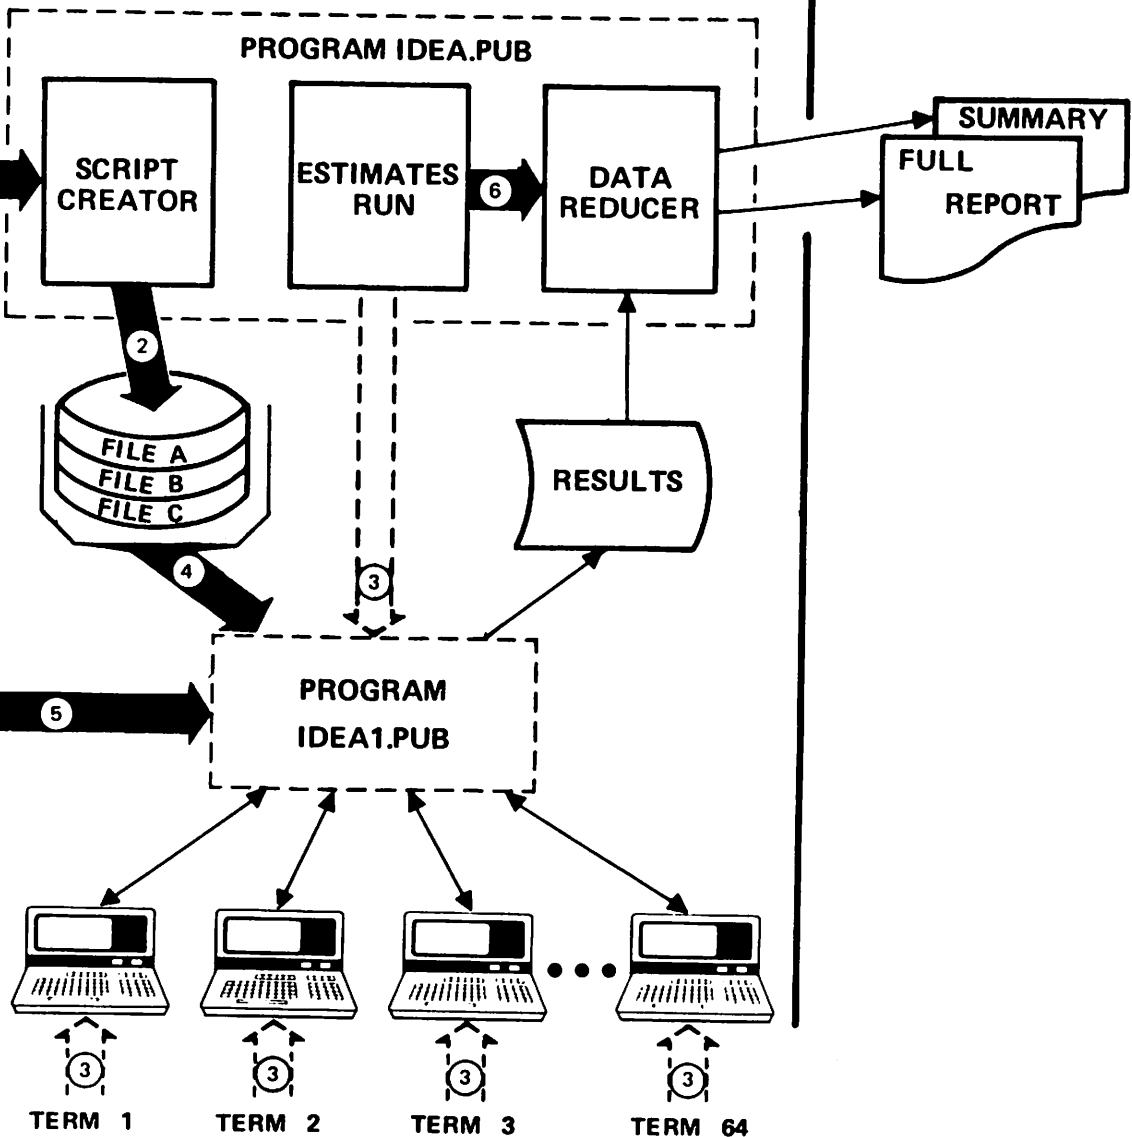 PROGRAM IDEA.PUB
SUMMARY
FULL
REPORT
SCRIPT
CREATOR
ESTIMATES
RUN
6
DATA
REDUCER
2
FILE A
FILE B
FILE C
RESULTS
4
3
PROGRAM
IDEA1.PUB
5
3
3
3
3
TERM 1
TERM 2
TERM 3
TERM 64